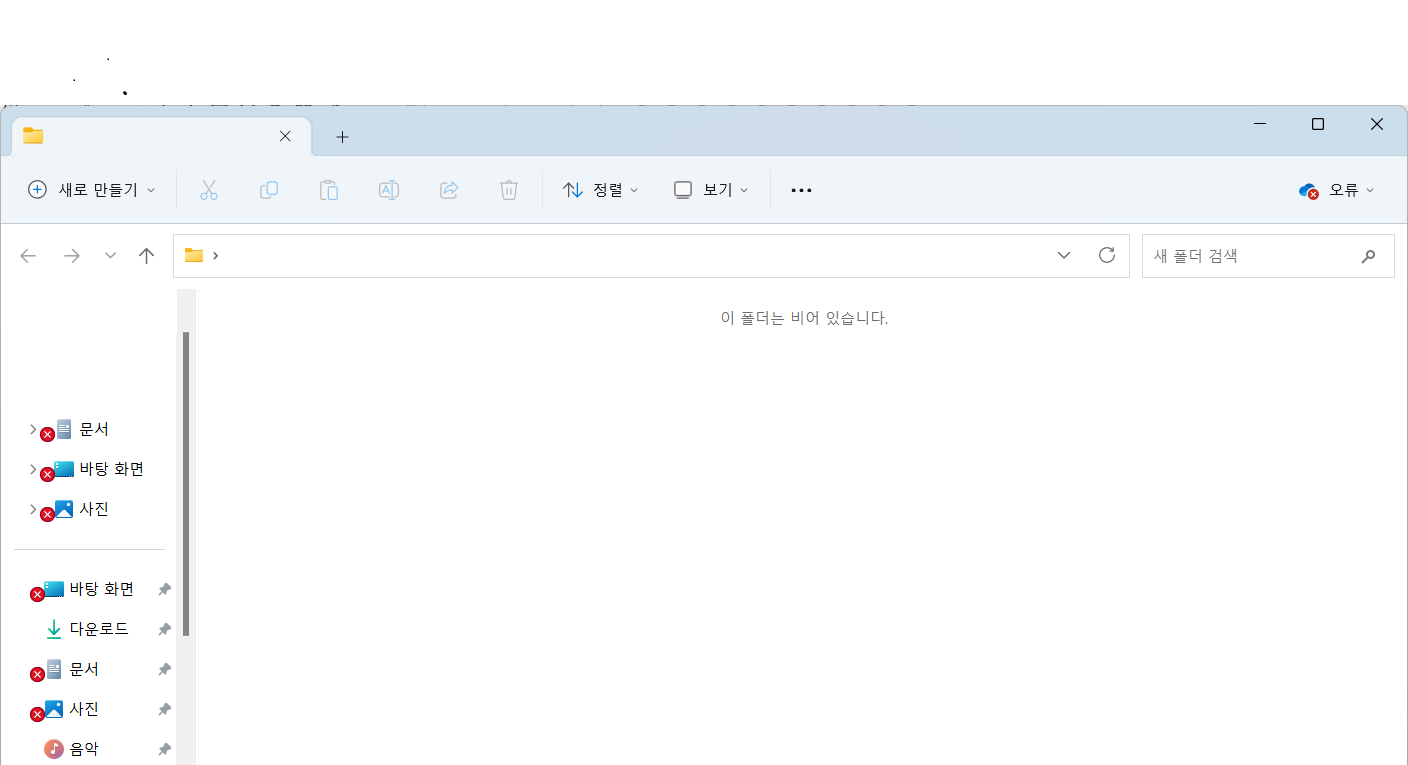 새로 만들기
정렬
보기
오류
새 폴더 검색
이 폴더는 비어 있습니다.
문서
바탕 화면
사진
바탕 화면
다운로드
문서
사진
음악